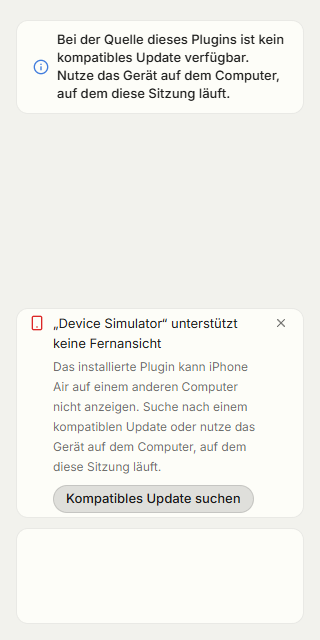 Bei der Quelle dieses Plugins ist kein
kompatibles Update verfügbar.
Nutze das Gerät auf dem Computer,
auf dem diese Sitzung läuft.
„Device Simulator“ unterstützt
keine Fernansicht
Das installierte Plugin kann iPhone
Air auf einem anderen Computer
nicht anzeigen. Suche nach einem
kompatiblen Update oder nutze das
Gerät auf dem Computer, auf dem
diese Sitzung läuft.
Kompatibles Update suchen